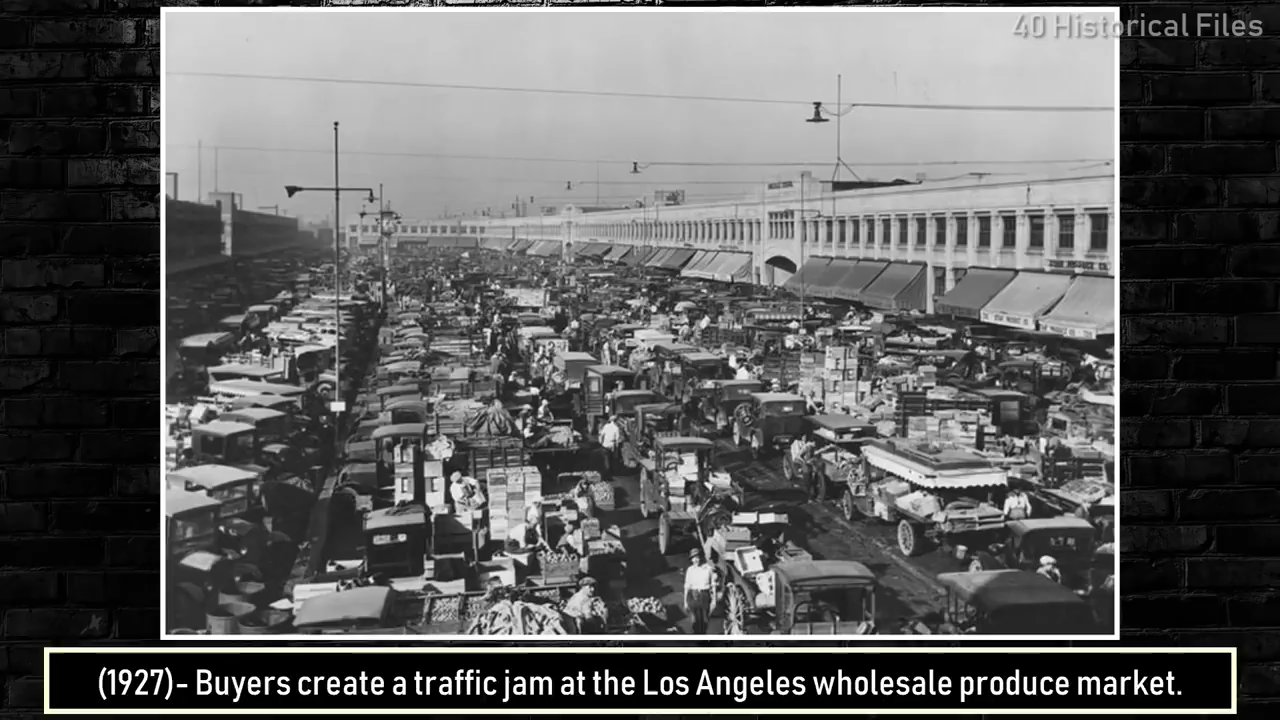 40 Historical Files
(1927)- Buyers create a traffic jam at the Los Angeles wholesale produce market.